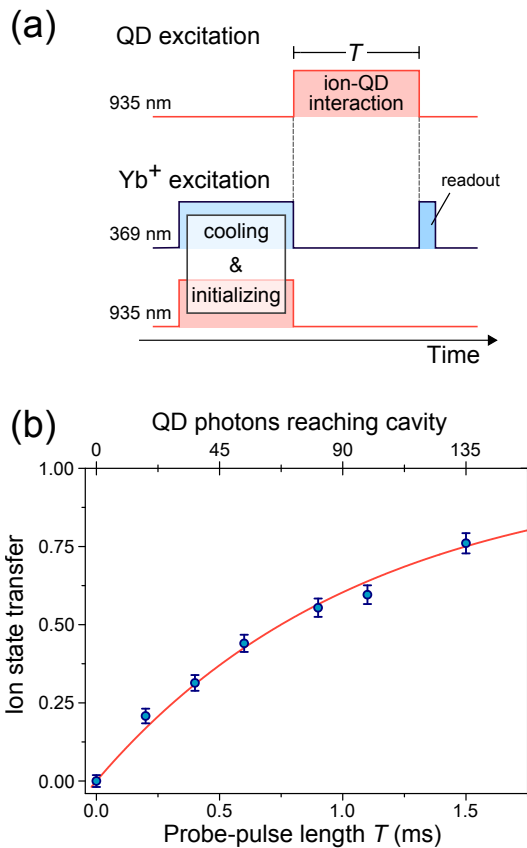 (a)
QD excitation
T
935 nm
ion-QD
interaction
Yb⁺ excitation
readout
369 nm
cooling
&
initializing
935 nm
Time
(b)
QD photons reaching cavity
0 45 90 135
1.00
0.75
0.50
0.25
0.00
Ion state transfer
0.0 0.5 1.0 1.5
Probe-pulse length T (ms)